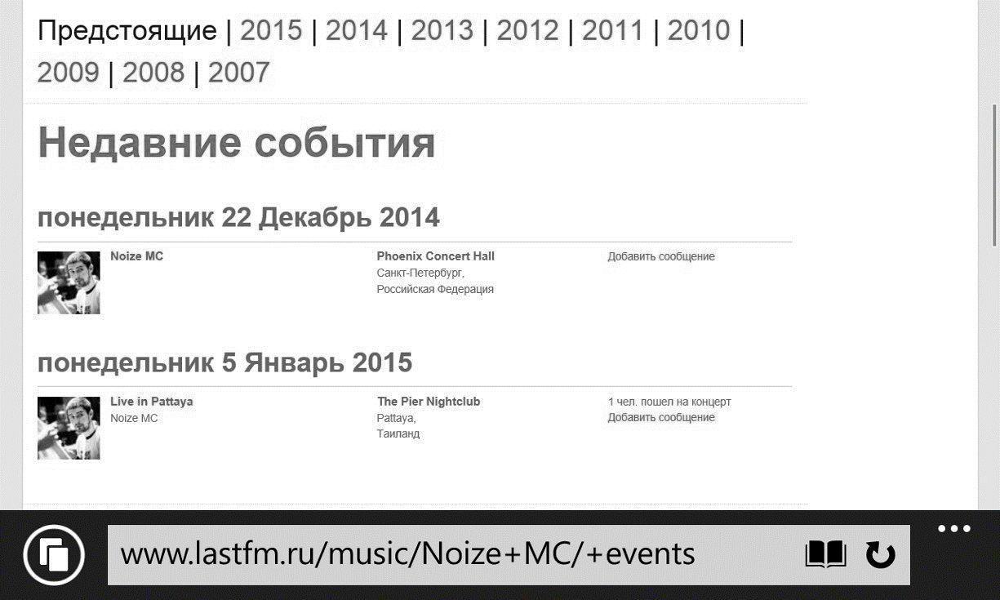 Предстоящие | 2015 | 2014 | 2013 | 2012 | 2011 | 2010 |
2009 | 2008 | 2007
Недавние события
понедельник 22 Декабрь 2014
Noize MC
Phoenix Concert Hall
Санкт-Петербург,
Российская Федерация
Добавить сообщение
понедельник 5 Январь 2015
Live in Pattaya
Noize MC
The Pier Nightclub
Pattaya,
Таиланд
1 чел. пошел на концерт
Добавить сообщение
www.lastfm.ru/music/Noize+MC/+events